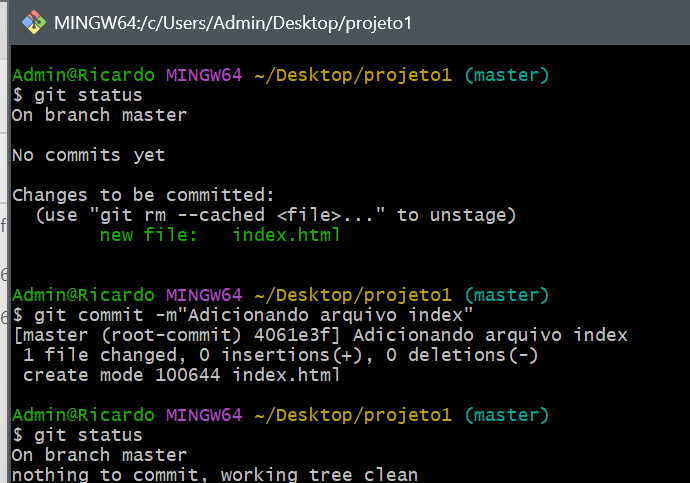 MINGW64:/c/Users/Admin/Desktop/projeto1
Admin@Ricardo MINGW64 ~/Desktop/projeto1 (master)
$ git status
On branch master
No commits yet
Changes to be committed:
  (use "git rm --cached <file>..." to unstage)
        new file:   index.html
Admin@Ricardo MINGW64 ~/Desktop/projeto1 (master)
$ git commit -m"Adicionando arquivo index"
[master (root-commit) 4061e3f] Adicionando arquivo index
 1 file changed, 0 insertions(+), 0 deletions(-)
 create mode 100644 index.html
Admin@Ricardo MINGW64 ~/Desktop/projeto1 (master)
$ git status
On branch master
nothing to commit, working tree clean